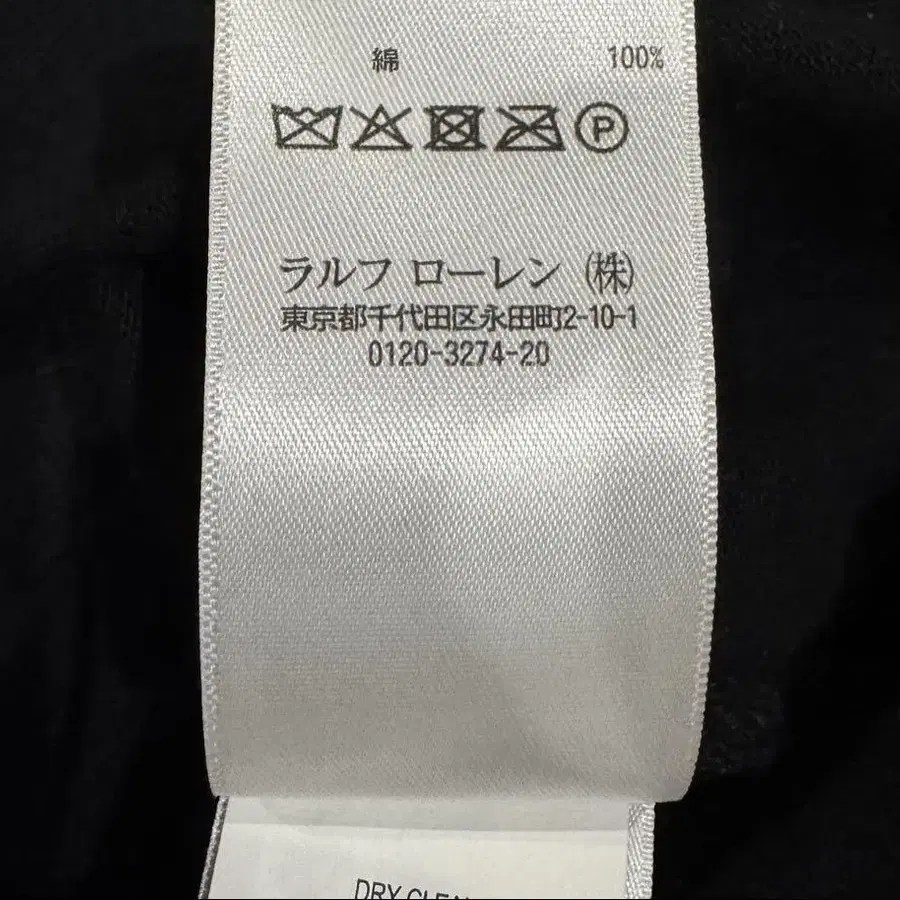 綿 100%
P
ラルフ ローレン (株)
東京都千代田区永田町2-10-1
0120-3274-20
DRY